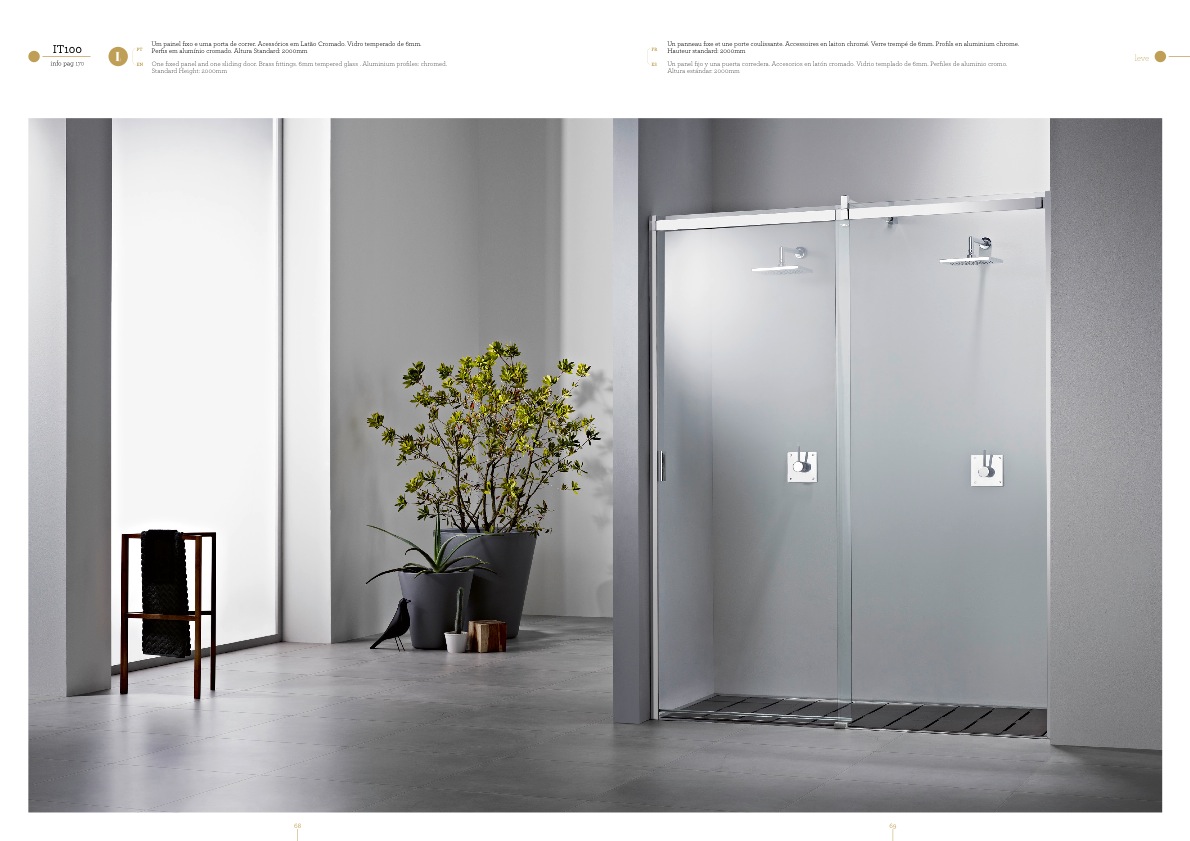 IT100
info pag 170
I
PT
Um painel fixo e uma porta de correr. Acesórios em Latão Cromado. Vidro temperado de 6mm.
Perfis em alumínio cromado. Altura Standard: 2000mm
EN
One fixed panel and one sliding door. Brass fittings. 6mm tempered glass . Aluminium profiles: chromed.
Standard Height: 2000mm
FR
Un panneau fixe et une porte coulissante. Accessoires en laiton chromé. Verre trempé de 6mm. Profils en aluminium chrome.
Hauteur standard: 2000mm
ES
Un panel fijo y una puerta corredera. Accesorios en latón cromado. Vidrio templado de 6mm. Perfiles de aluminio cromo.
Altura estándar: 2000mm
leve
68
69